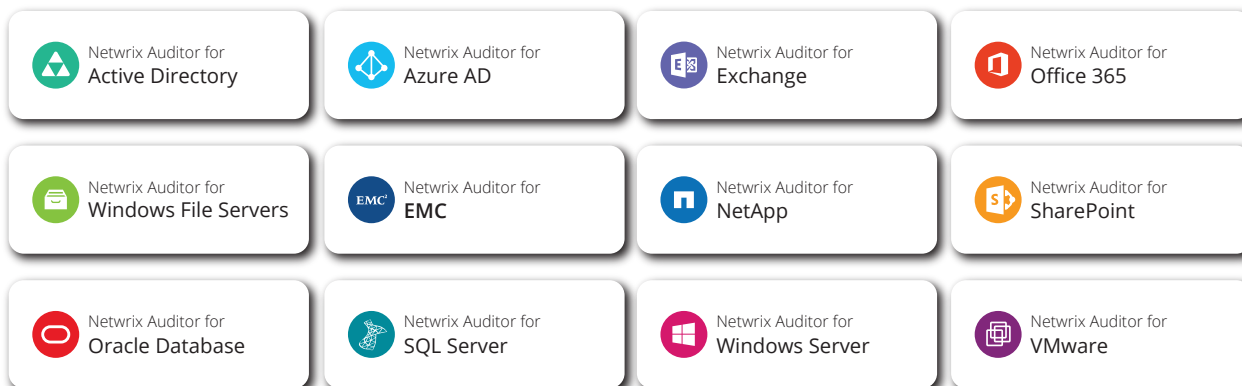 Netwrix Auditor for
Active Directory
Netwrix Auditor for
Azure AD
Netwrix Auditor for
Exchange
Netwrix Auditor for
Office 365
Netwrix Auditor for
Windows File Servers
EMC²
Netwrix Auditor for
EMC
Netwrix Auditor for
NetApp
S
Netwrix Auditor for
SharePoint
Netwrix Auditor for
Oracle Database
Netwrix Auditor for
SQL Server
Netwrix Auditor for
Windows Server
Netwrix Auditor for
VMware